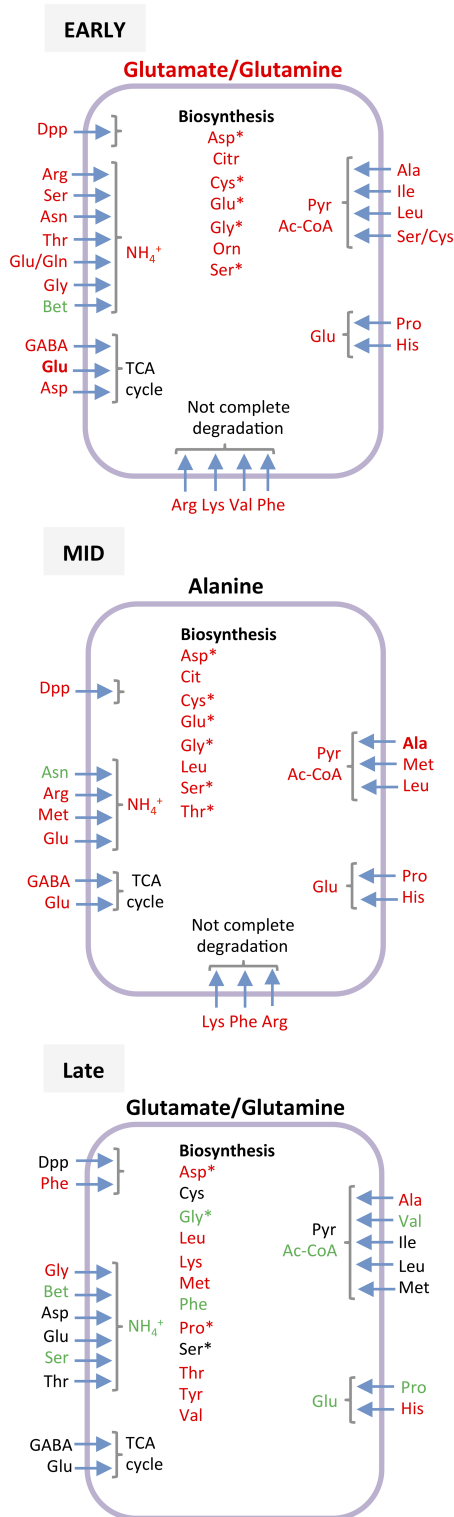 EARLY
Glutamate/Glutamine
Biosynthesis
Asp*
Citr
Cys*
Glu*
Gly*
Orn
Ser*
Dpp
Arg
Ser
Asn
Thr
Glu/Gln
Gly
Bet
NH4+
GABA
Glu
Asp
TCA
cycle
Pyr
Ac-CoA
Ala
Ile
Leu
Ser/Cys
Glu
Pro
His
Not complete
degradation
Arg Lys Val Phe
MID
Alanine
Biosynthesis
Asp*
Cit
Cys*
Glu*
Gly*
Leu
Ser*
Thr*
Dpp
Asn
Arg
Met
Glu
NH4+
GABA
Glu
TCA
cycle
Pyr
Ac-CoA
Ala
Met
Leu
Glu
Pro
His
Not complete
degradation
Lys Phe Arg
Late
Glutamate/Glutamine
Biosynthesis
Asp*
Cys
Gly*
Leu
Lys
Met
Phe
Pro*
Ser*
Thr
Tyr
Val
Dpp
Phe
Gly
Bet
Asp
Glu
Ser
Thr
NH4+
GABA
Glu
TCA
cycle
Pyr
Ac-CoA
Ala
Val
Ile
Leu
Met
Glu
Pro
His